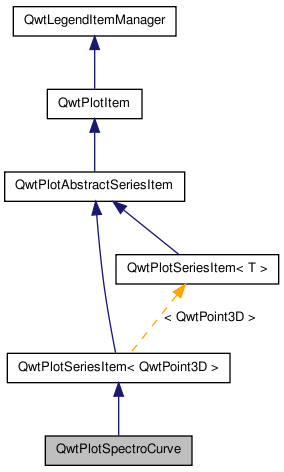 QwtLegendItemManager
QwtPlotItem
QwtPlotAbstractSeriesItem
QwtPlotSeriesItem< T >
< QwtPoint3D >
QwtPlotSeriesItem< QwtPoint3D >
QwtPlotSpectroCurve